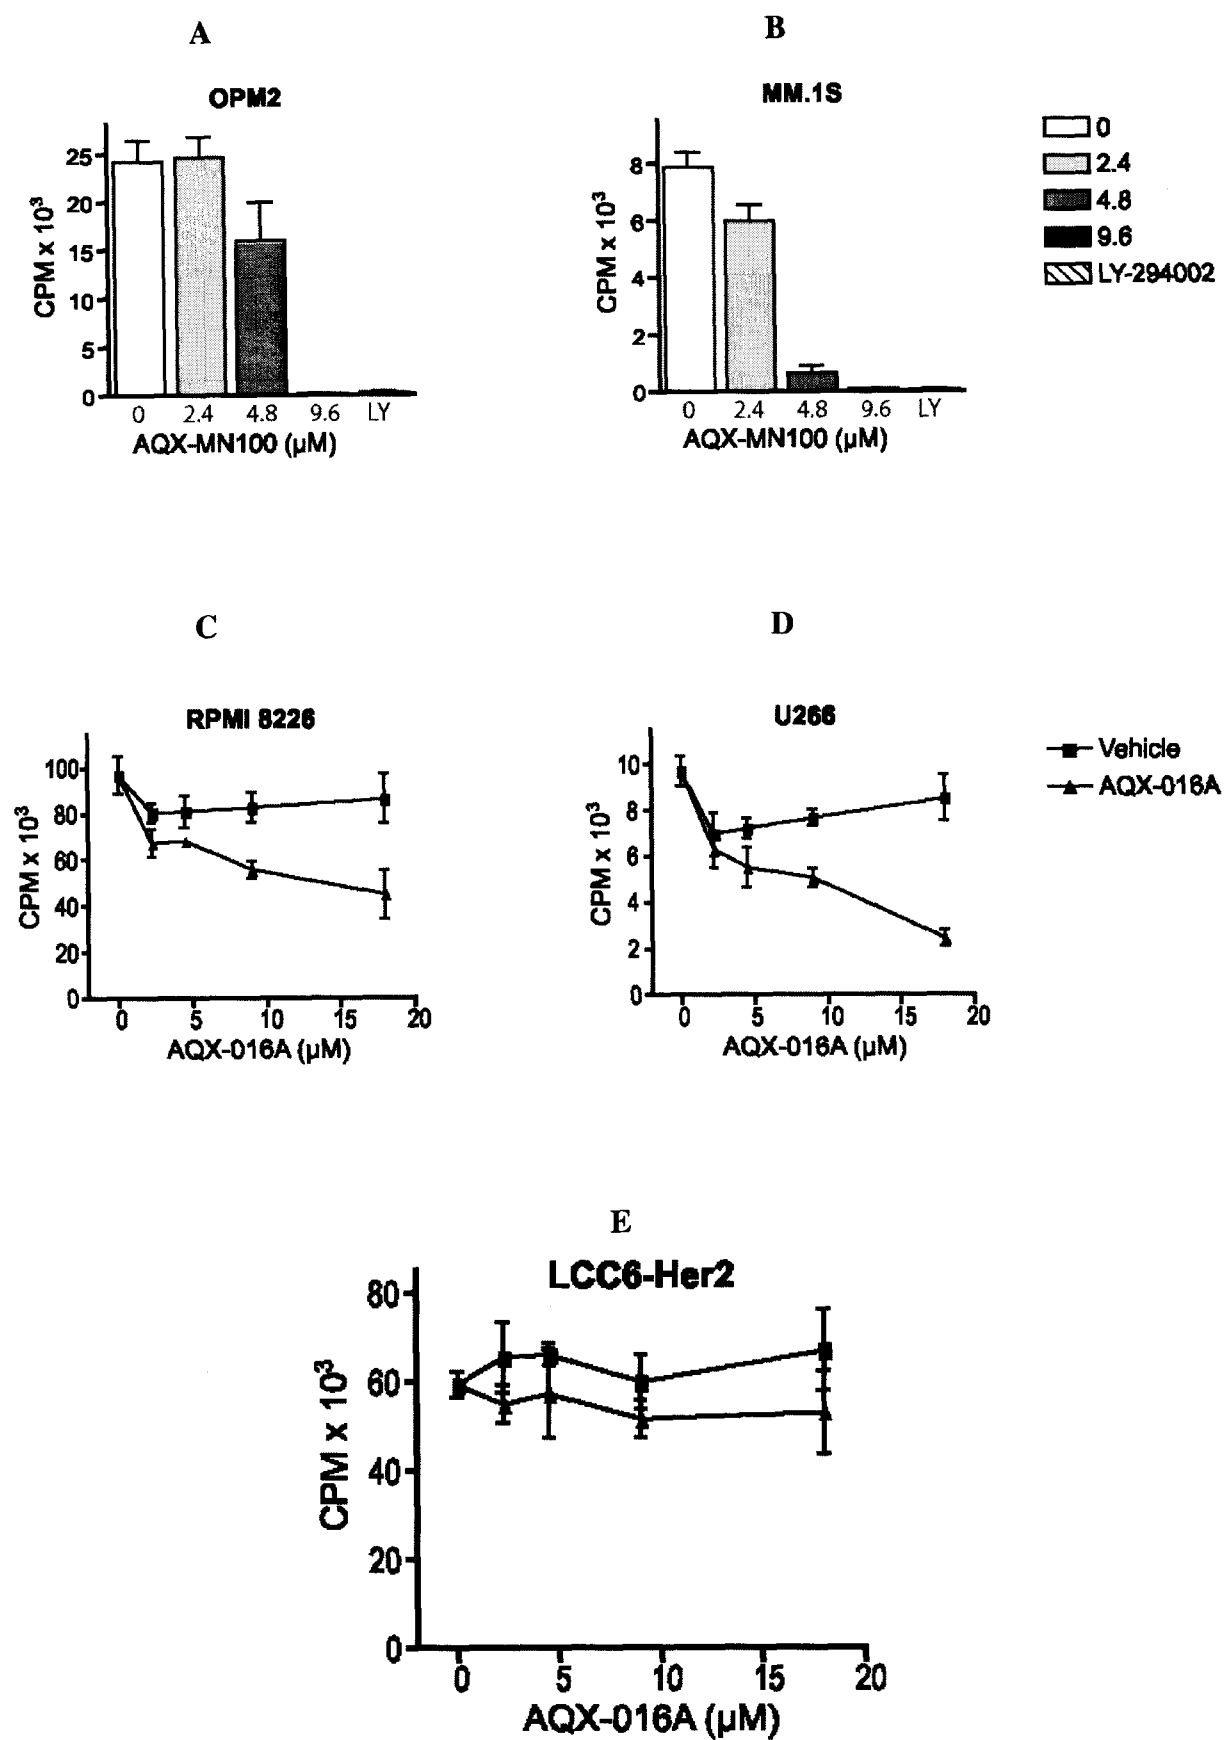 A
OPM2
CPM x 10³
25
20
15
10
5
0
0 2.4 4.8 9.6 LY
AQX-MN100 (µM)
B
MM.1S
CPM x 10³
8
6
4
2
0
0 2.4 4.8 9.6 LY
AQX-MN100 (µM)
0
2.4
4.8
9.6
LY-294002
C
RPMI 8226
CPM x 10³
100
80
60
40
20
0
0 5 10 15 20
AQX-016A (µM)
D
U266
CPM x 10³
10
8
6
4
2
0
0 5 10 15 20
AQX-016A (µM)
Vehicle
AQX-016A
E
LCC6-Her2
CPM x 10³
80
60
40
20
0
0 5 10 15 20
AQX-016A (µM)